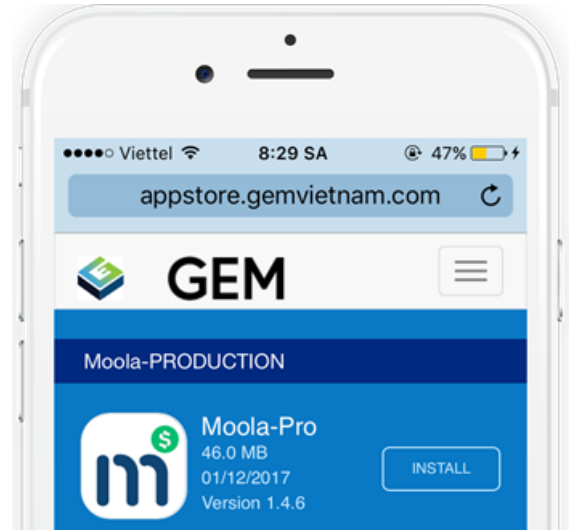 Viettel 8:29 SA 47%
appstore.gemvietnam.com
GEM
Moola-PRODUCTION
Moola-Pro
46.0 MB
01/12/2017
Version 1.4.6
INSTALL
m $